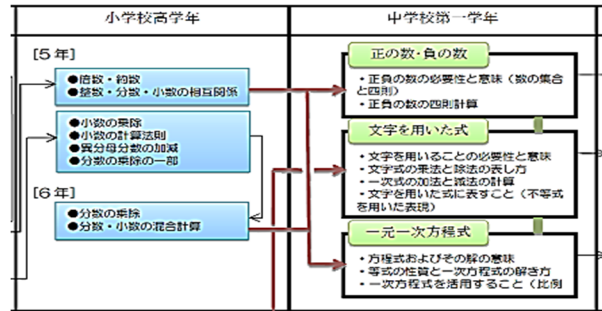 小学校高学年
中学校第一学年
[5年]
●倍数・約数
●整数・分数・小数の相互関係
●小数の乗除
●小数の計算法則
●異分母分数の加減
●分数の乗除の一部
[6年]
●分数の乗除
●分数・小数の混合計算
正の数・負の数
・正負の数の必要性と意味（数の集合
と四則）
・正負の数の四則計算
文字を用いた式
・文字を用いることの必要性と意味
・文字式の乗法と除法の表し方
・一次式の加法と減法の計算
・文字を用いた式に表すこと（不等式
を用いた表現）
一元一次方程式
・方程式およびその解の意味
・等式の性質と一次方程式の解き方
・一次方程式を活用すること（比例